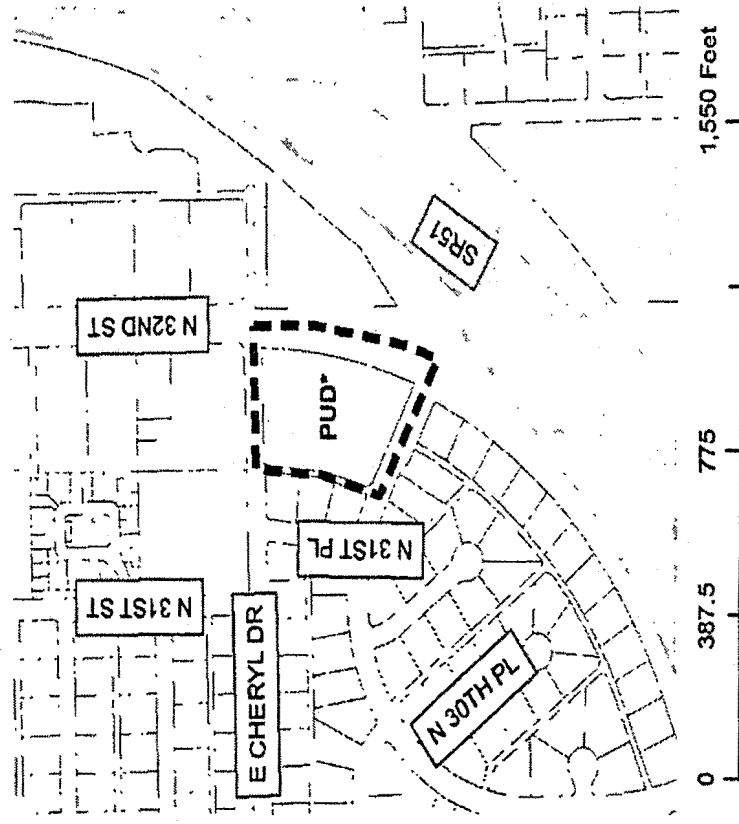 N 32ND ST
SR51
PUD*
N 31ST PL
N 31ST ST
E CHERYL DR
N 30TH PL
0 387.5 775 1,550 Feet